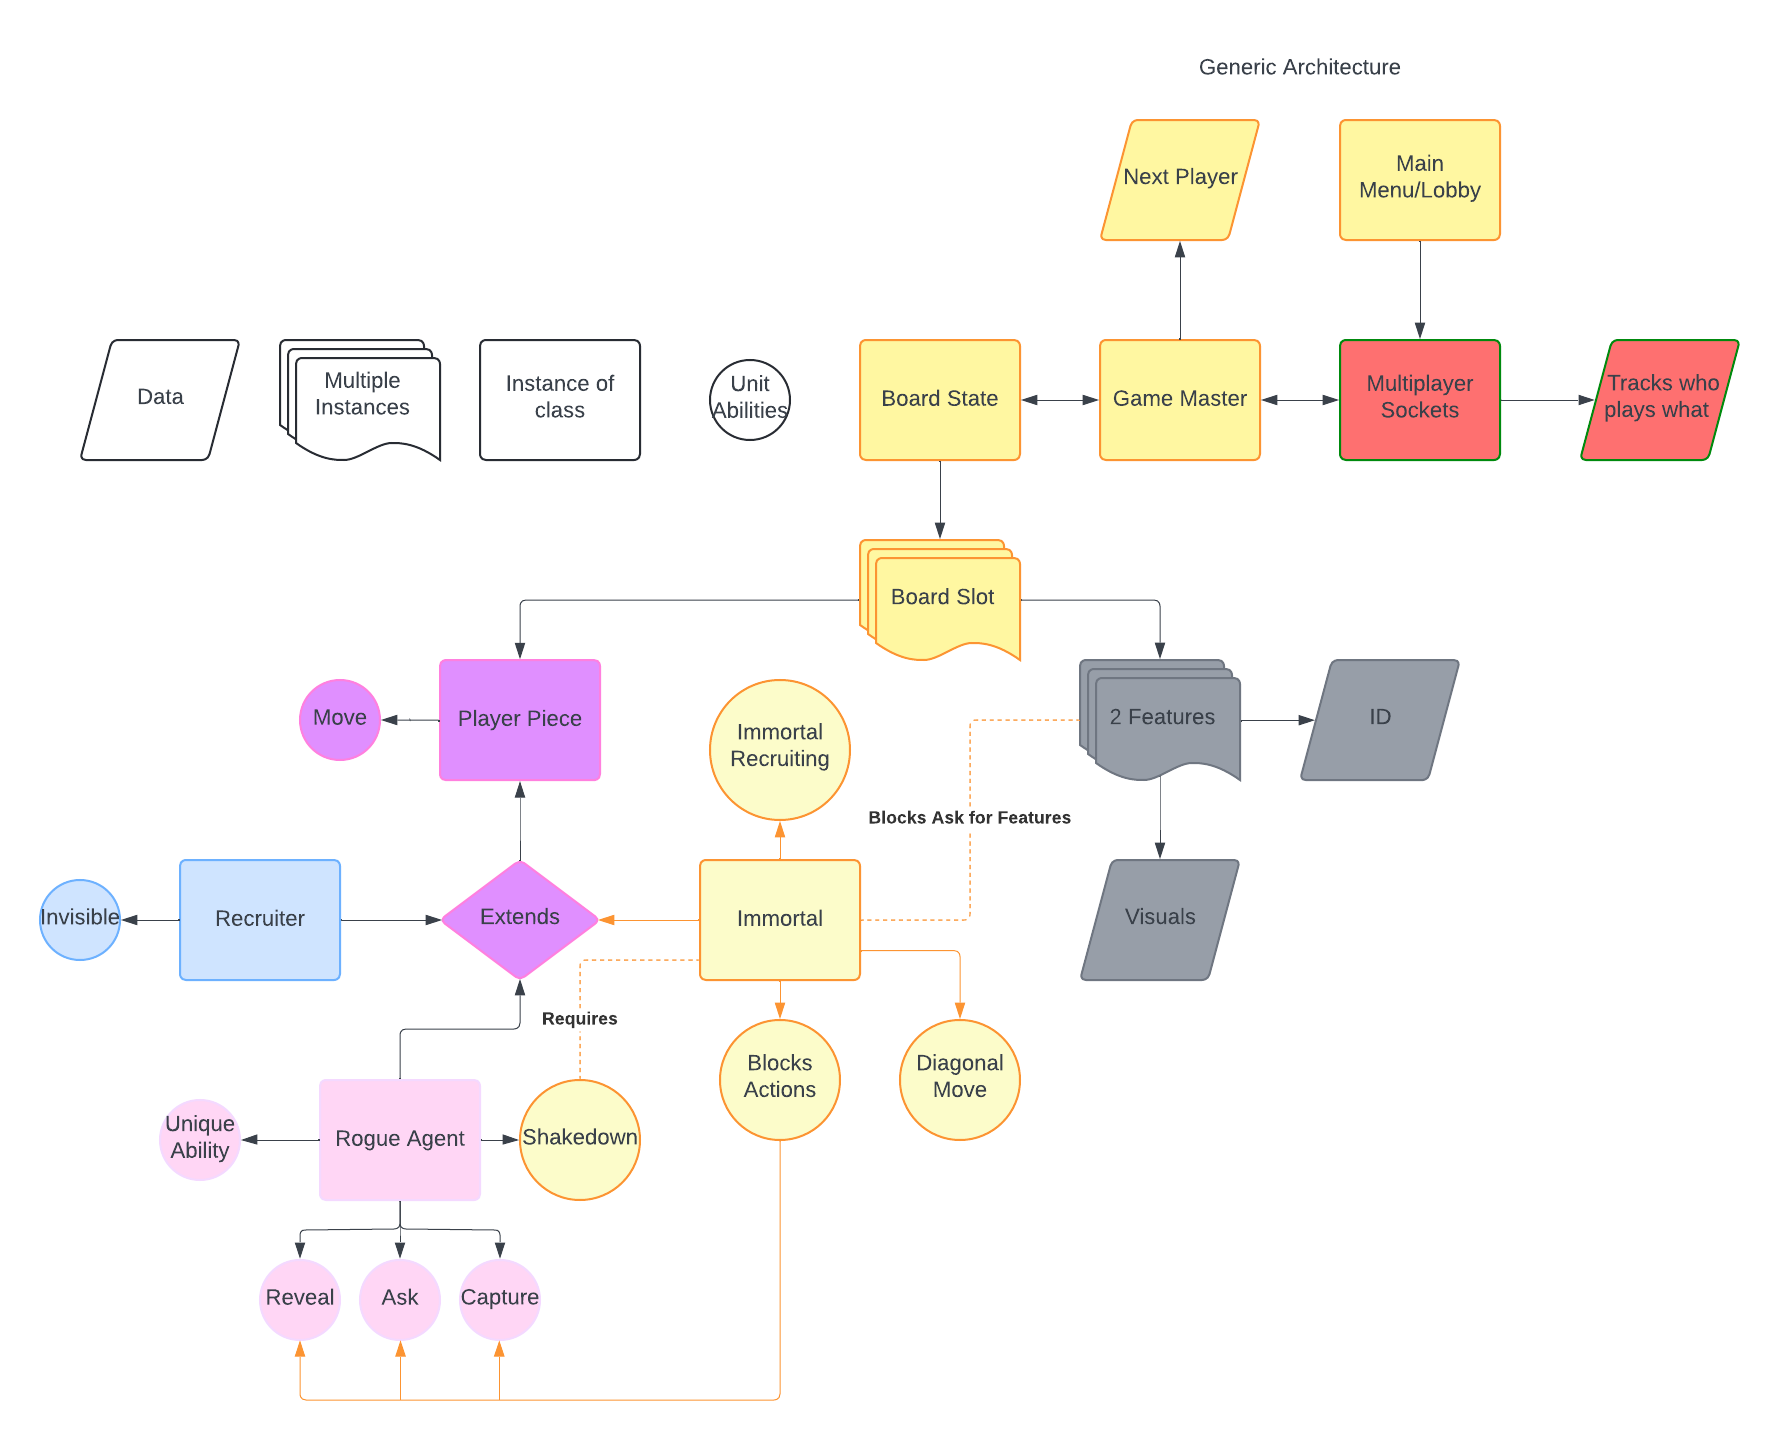 Generic Architecture
Next Player
Main
Menu/Lobby
Data
Multiple
Instances
Instance of
class
Unit
Abilities
Board State
Game Master
Multiplayer
Sockets
Tracks who
plays what
Board Slot
Move
Player Piece
Immortal
Recruiting
2 Features
ID
Blocks Ask for Features
Invisible
Recruiter
Extends
Immortal
Visuals
Requires
Blocks
Actions
Diagonal
Move
Unique
Ability
Rogue Agent
Shakedown
Reveal
Ask
Capture